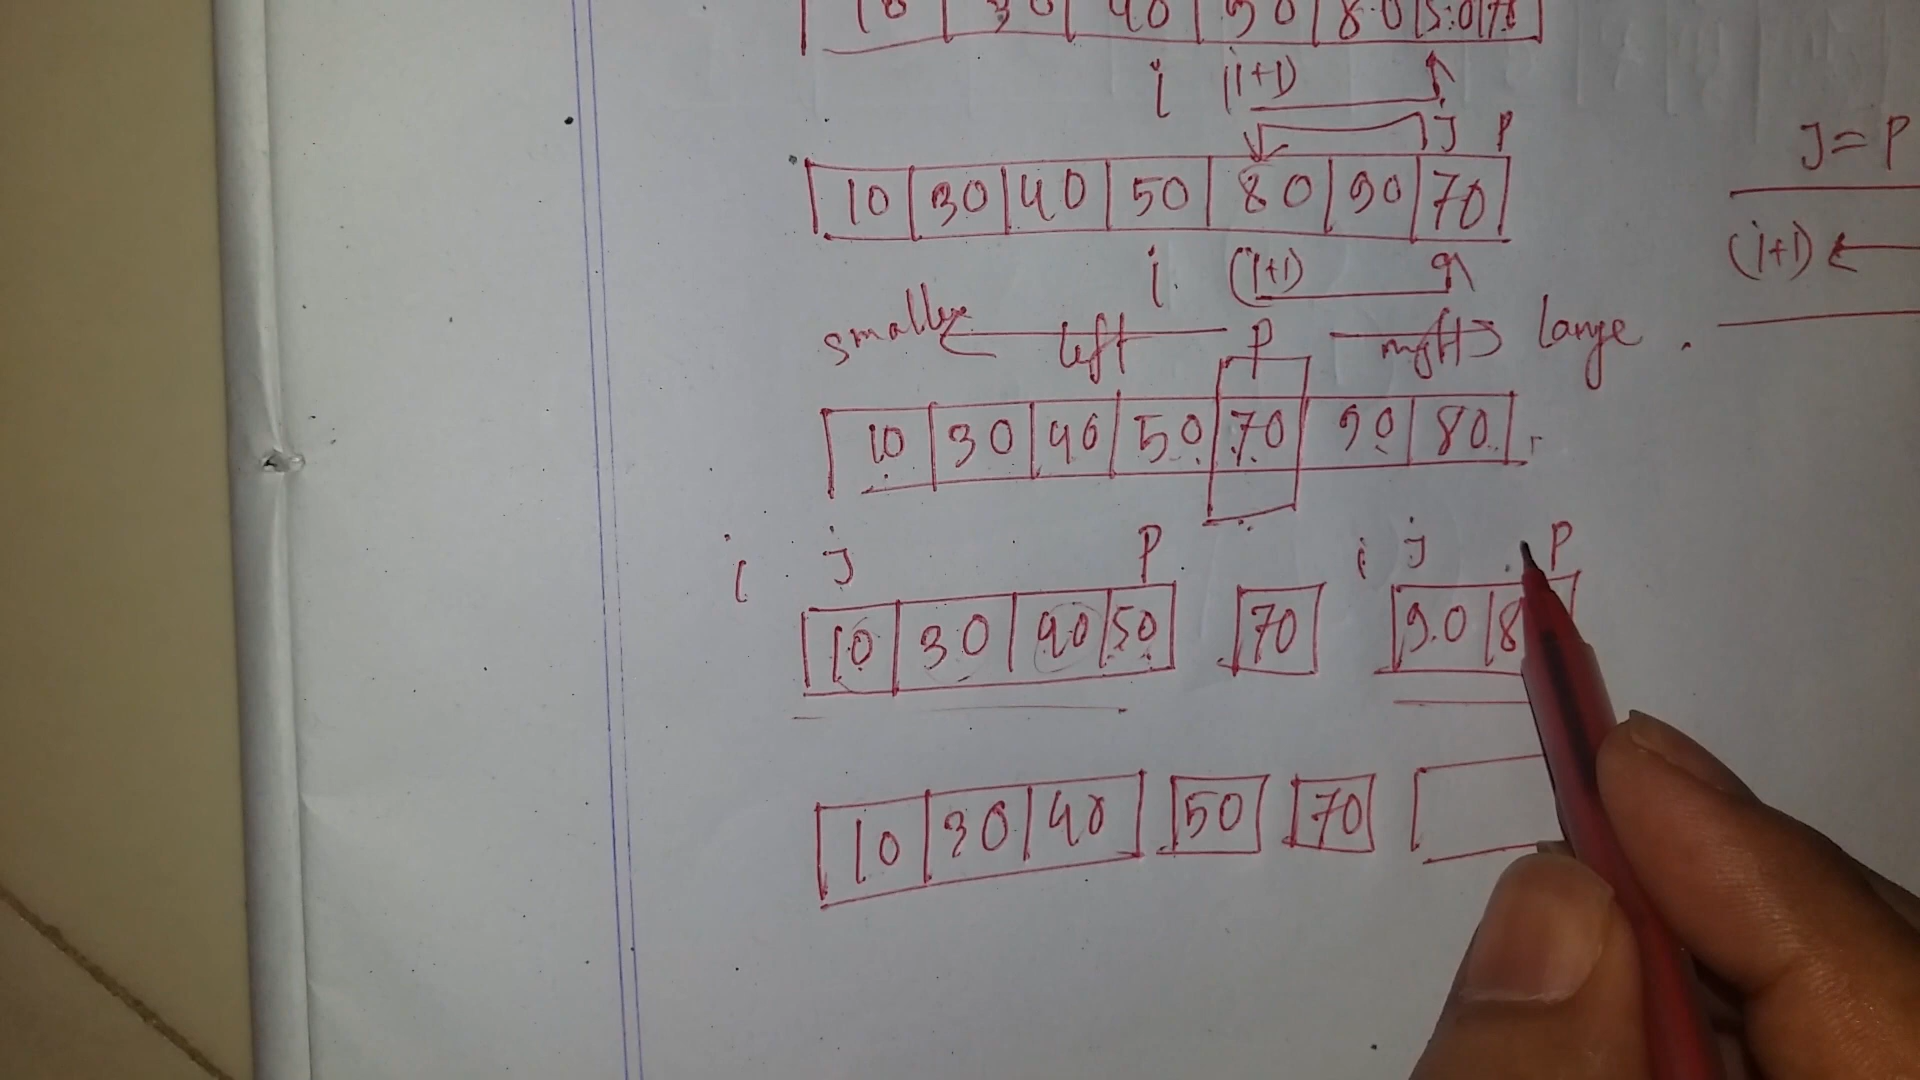 i (i+1)
J P J = P
10 30 40 50 80 90 70
(i+1) ←
i (i+1)
smaller left P right large .
10 30 40 50 70 90 80
i J P i J P
10 30 40 50 70 90 8
10 30 40 50 70